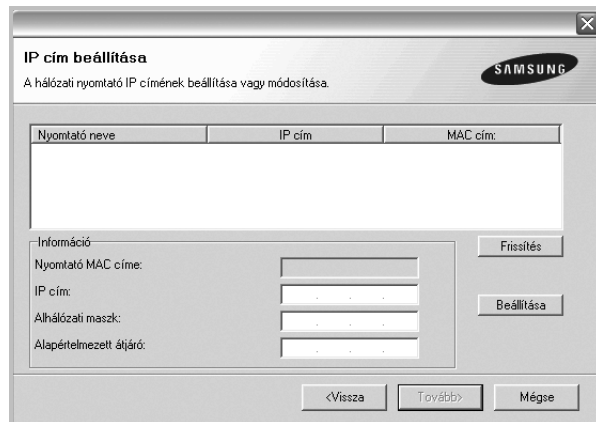 IP cím beállítása
A hálózati nyomtató IP címének beállítása vagy módosítása.
SAMSUNG
Nyomtató neve IP cím MAC cím:
Információ
Frissítés
Nyomtató MAC címe:
IP cím:
Beállítása
Alhálózati maszk:
Alapértelmezett átjáró:
<Vissza Tovább> Mégse